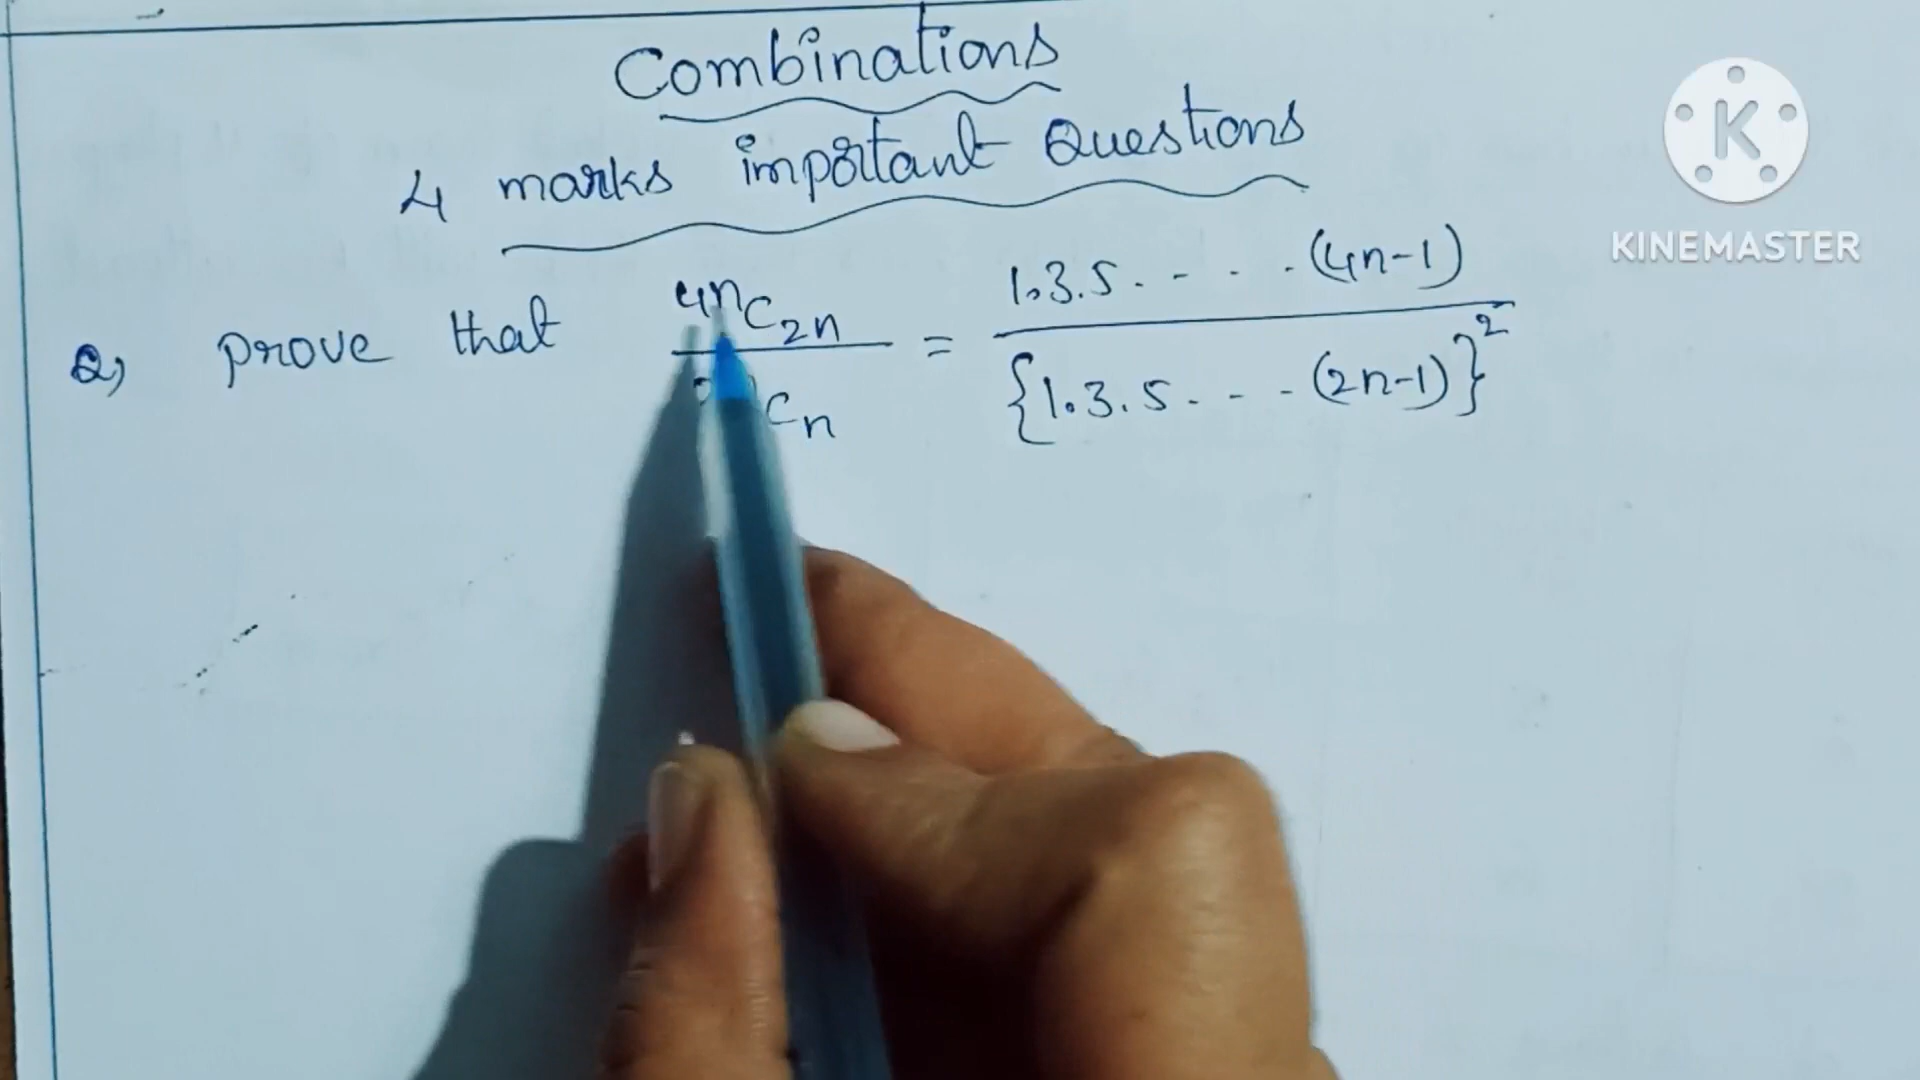 Combinations
4 marks important Questions
Q) prove that 4nC2n / Cn = 1.3.5. - - . (4n-1) / {1.3.5. - - - (2n-1)}²
K
KINEMASTER